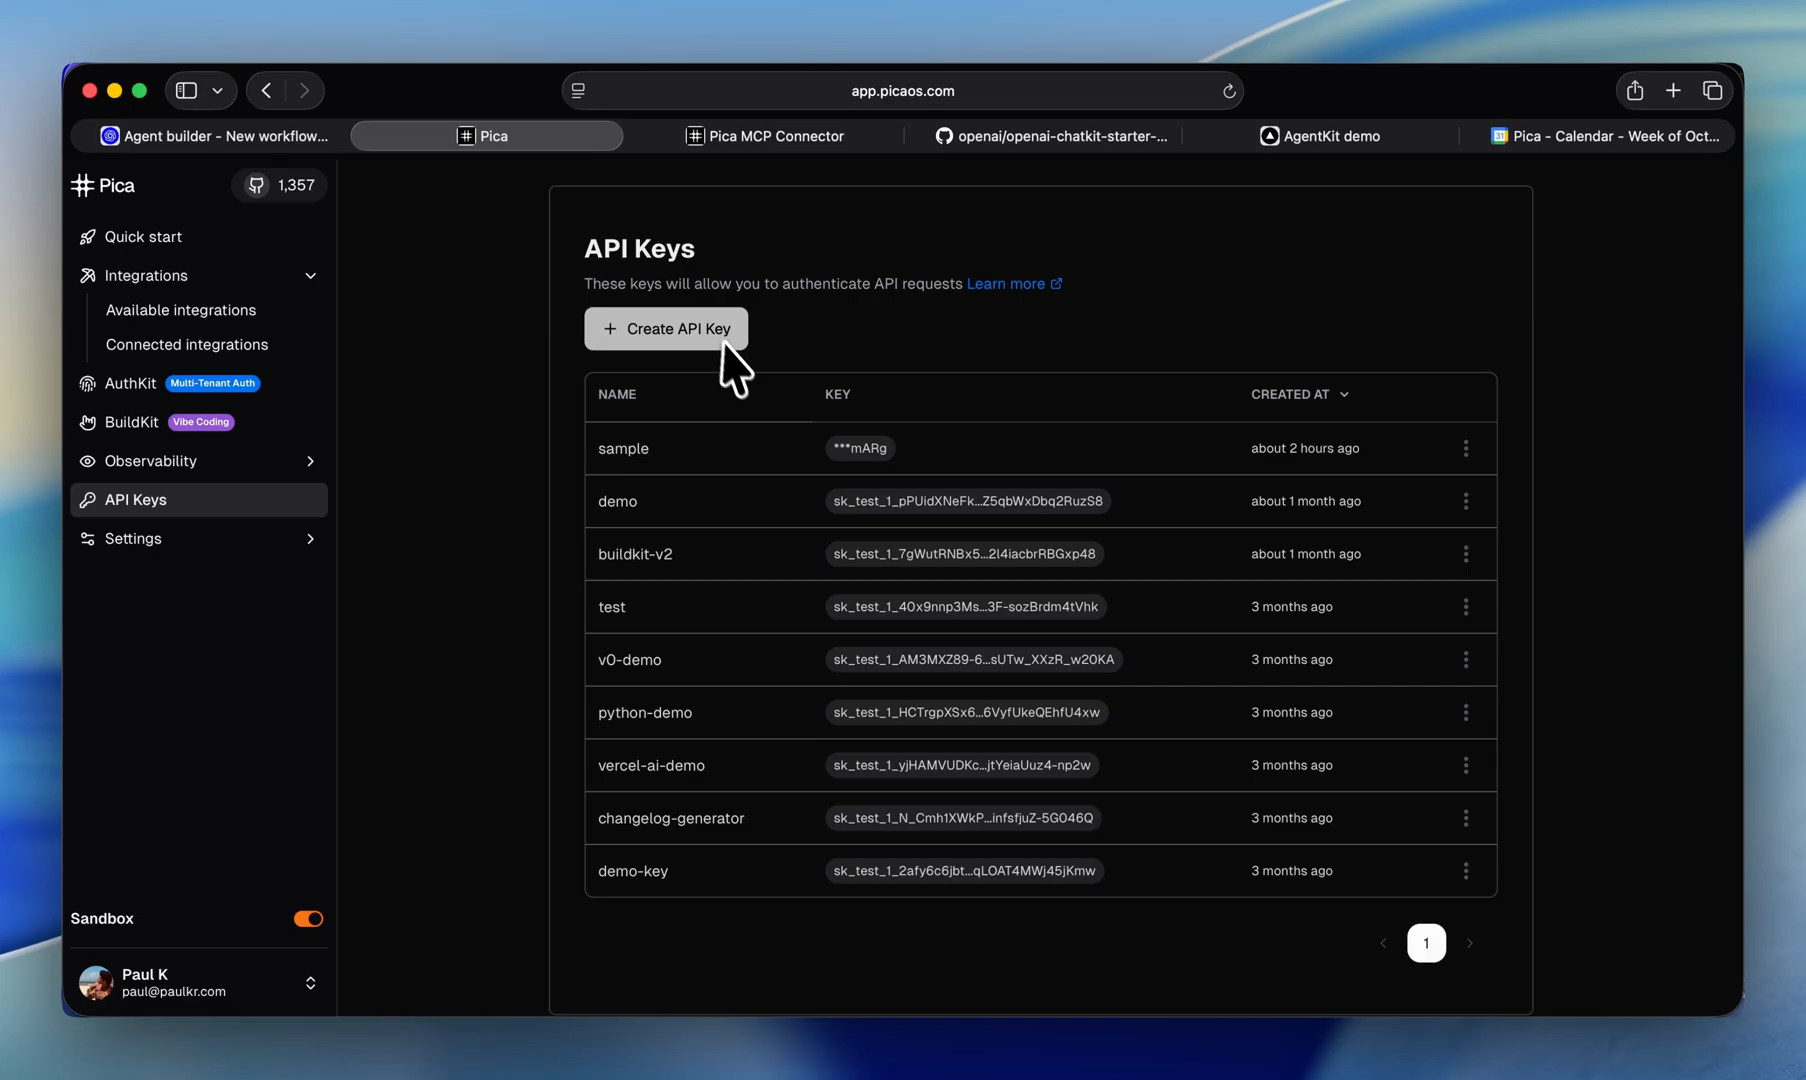 app.picaos.com
Agent builder - New workflow...
Pica
Pica MCP Connector
openai/openai-chatkit-starter-...
AgentKit demo
31
Pica - Calendar - Week of Oct...
Pica
1,357
Quick start
Integrations
Available integrations
Connected integrations
AuthKit Multi-Tenant Auth
BuildKit Vibe Coding
Observability
API Keys
Settings
Sandbox
Paul K
paul@paulkr.com
API Keys
These keys will allow you to authenticate API requests Learn more
+ Create API Key
NAME KEY CREATED AT
sample ***mARg about 2 hours ago
demo sk_test_1_pPUidXNeFk...Z5qbWxDbq2RuzS8 about 1 month ago
buildkit-v2 sk_test_1_7gWutRNBx5...2l4iacbrRBGxp48 about 1 month ago
test sk_test_1_4Ox9nnp3Ms...3F-sozBrdm4tVhk 3 months ago
v0-demo sk_test_1_AM3MXZ89-6...sUTw_XXzR_w20KA 3 months ago
python-demo sk_test_1_HCTrgpXSx6...6VyfUkeQEhfU4xw 3 months ago
vercel-ai-demo sk_test_1_yjHAMVUDKc...jtYeiaUuz4-np2w 3 months ago
changelog-generator sk_test_1_N_Cmh1XWkP...infsfjuZ-5G046Q 3 months ago
demo-key sk_test_1_2afy6c6jbt...qLOAT4MWj45jKmw 3 months ago
1